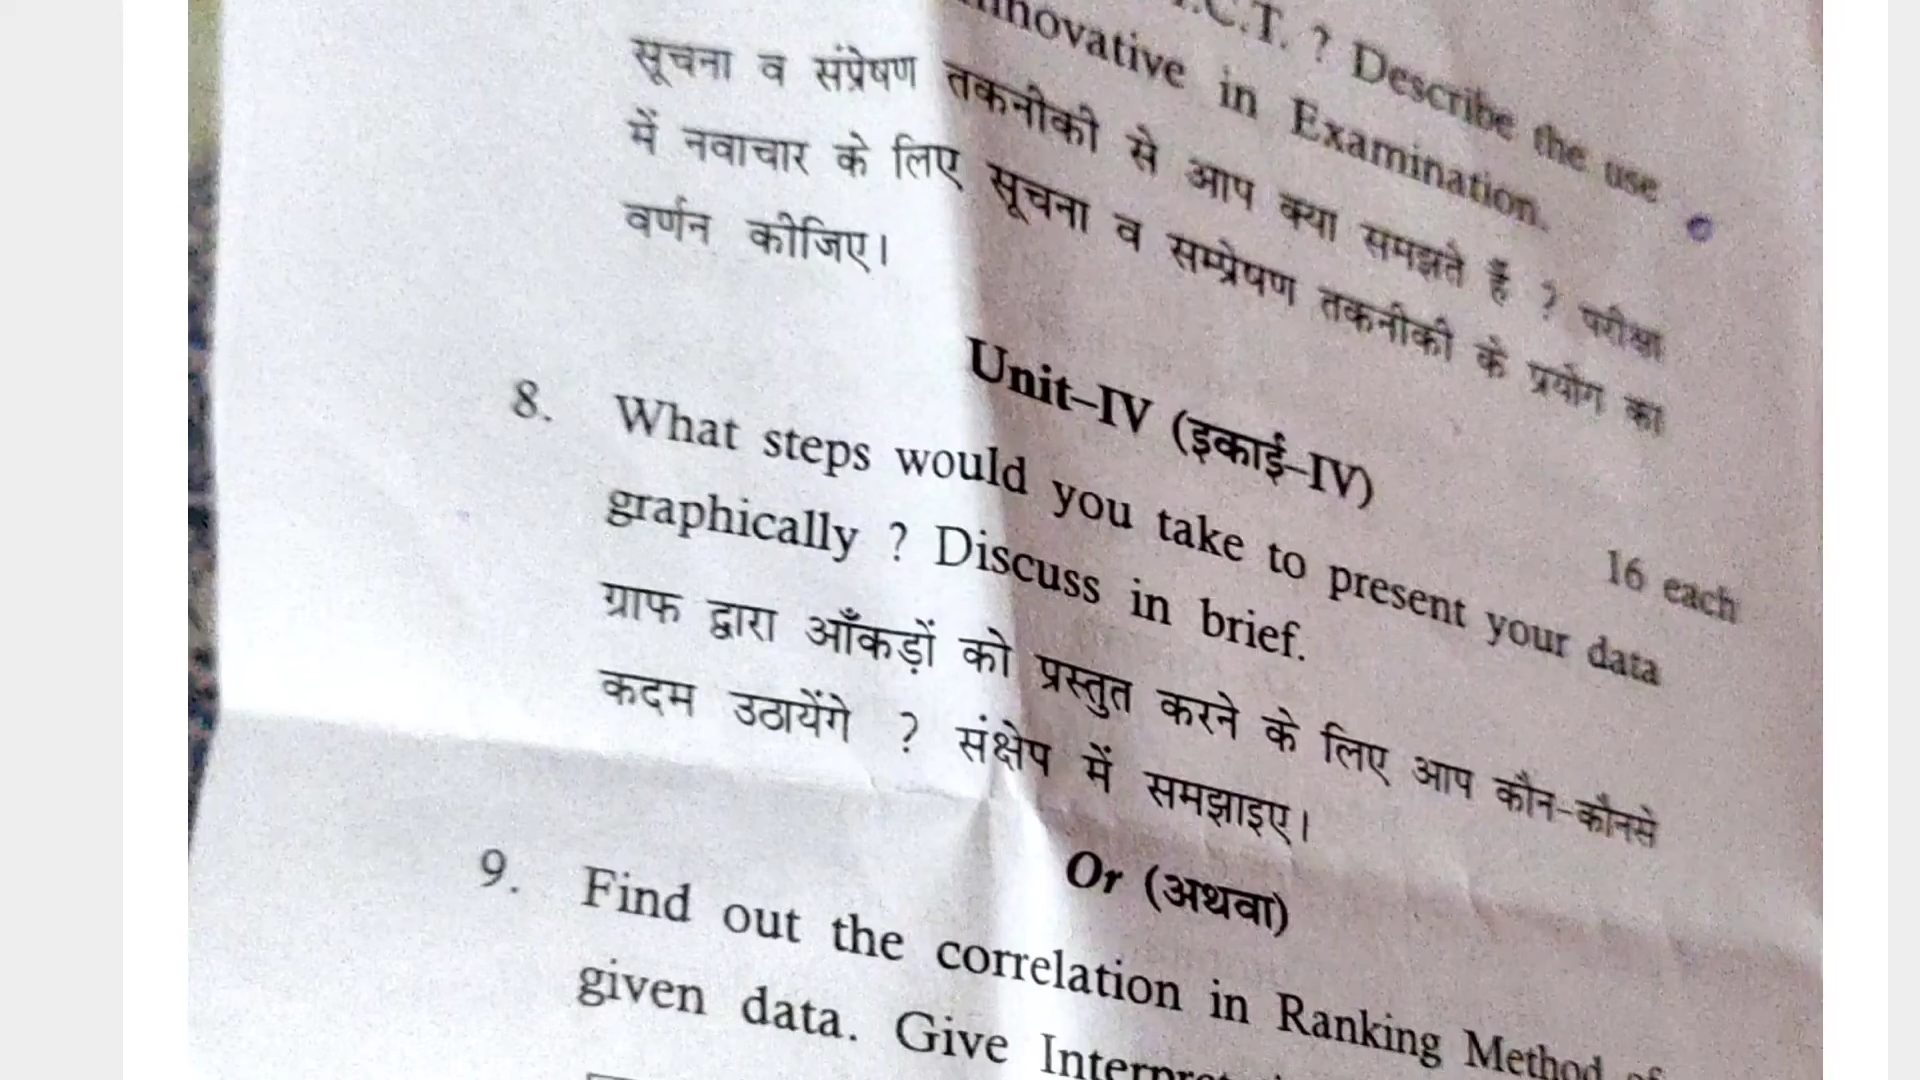 I.C.T. ? Describe the use
innovative in Examination.
सूचना व संप्रेषण तकनीकी से आप क्या समझते हैं ? परीक्षा
में नवाचार के लिए सूचना व सम्प्रेषण तकनीकी के प्रयोग का
वर्णन कीजिए।
Unit–IV (इकाई–IV)
16 each
8. What steps would you take to present your data
graphically ? Discuss in brief.
ग्राफ द्वारा आँकड़ों को प्रस्तुत करने के लिए आप कौन-कौनसे
कदम उठायेंगे ? संक्षेप में समझाइए।
Or (अथवा)
9. Find out the correlation in Ranking Method of
given data. Give